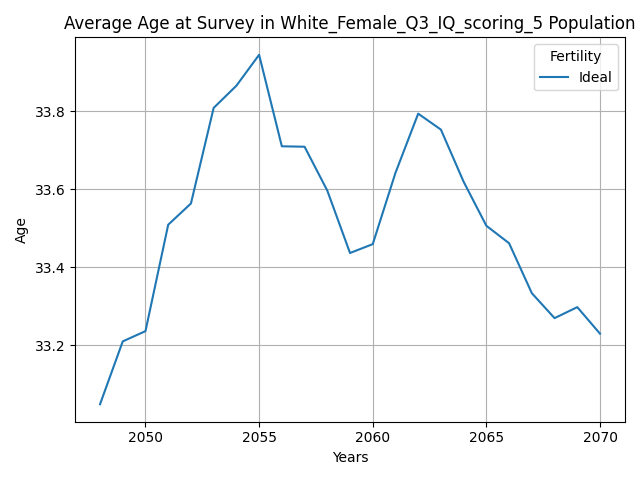 Average Age at Survey in White_Female_Q3_IQ_scoring_5 Population
Fertility
Ideal
33.8
33.6
33.4
33.2
Age
2050 2055 2060 2065 2070
Years